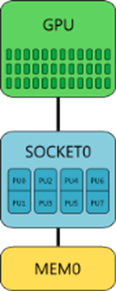 GPU
SOCKET0
PU0 PU2 PU4 PU6
PU1 PU3 PU5 PU7
MEM0